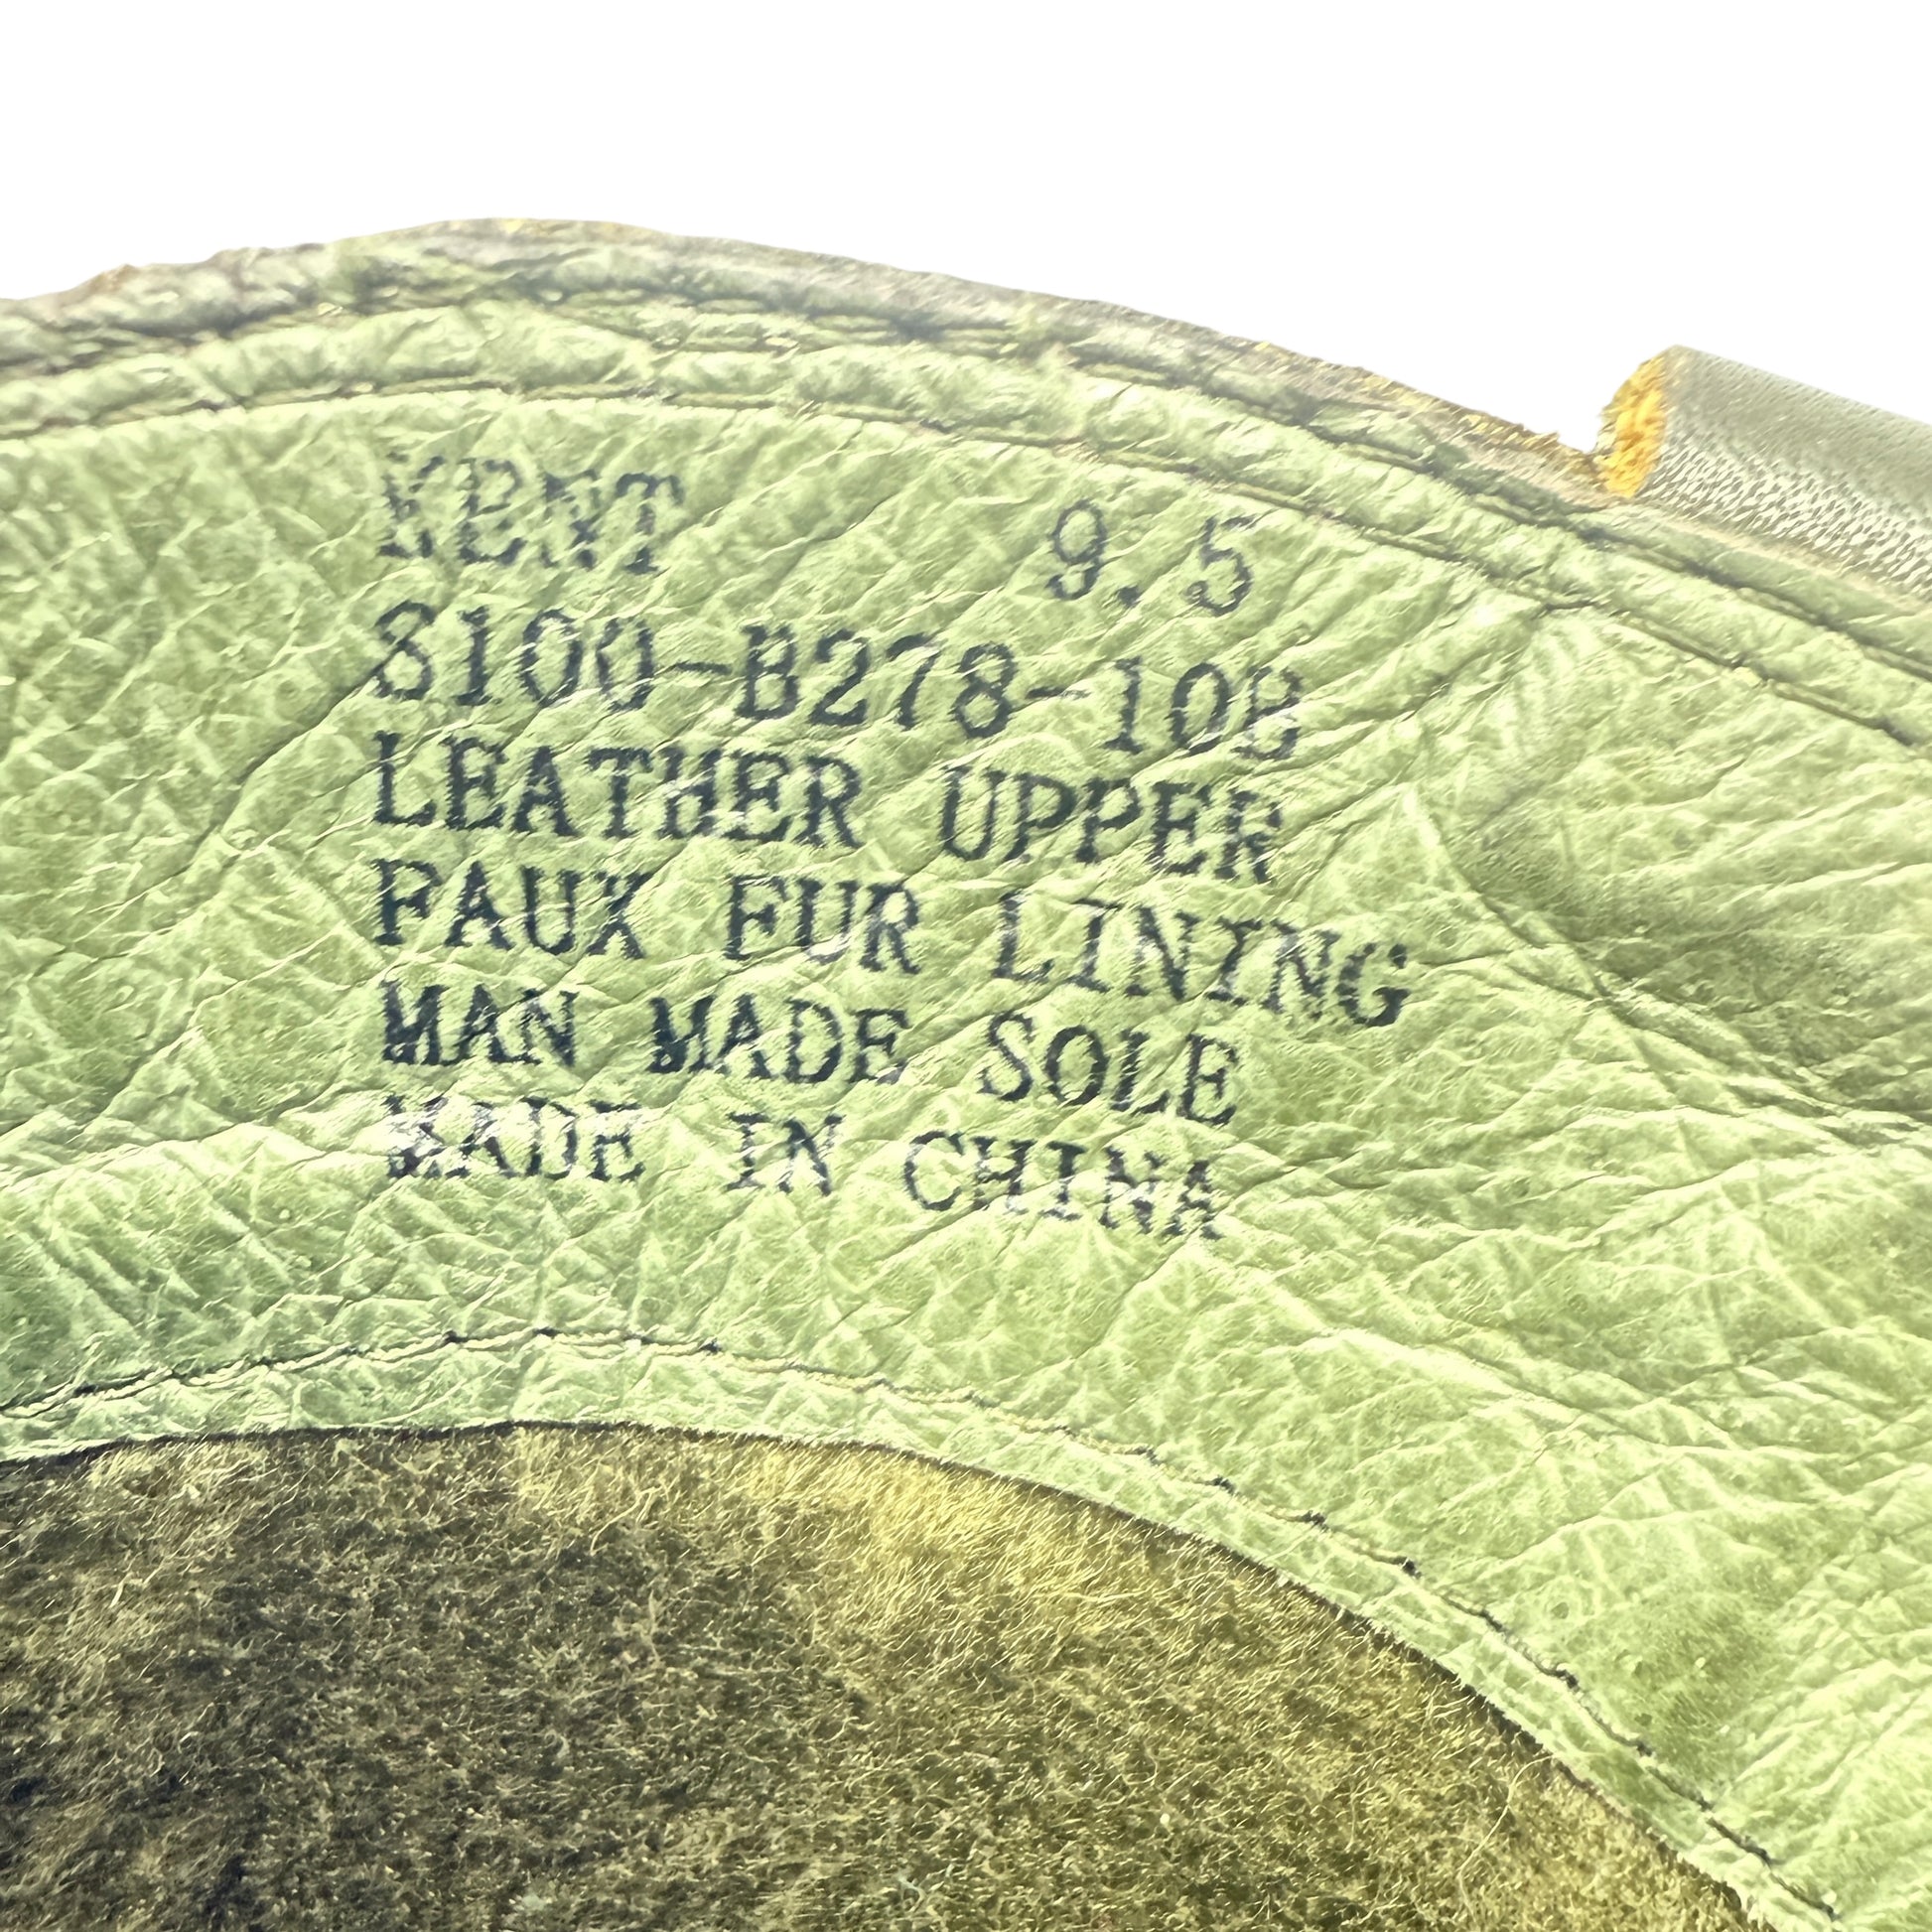 KENT 9.5
8100-B278-10B
LEATHER UPPER
FAUX FUR LINING
MAN MADE SOLE
MADE IN CHINA